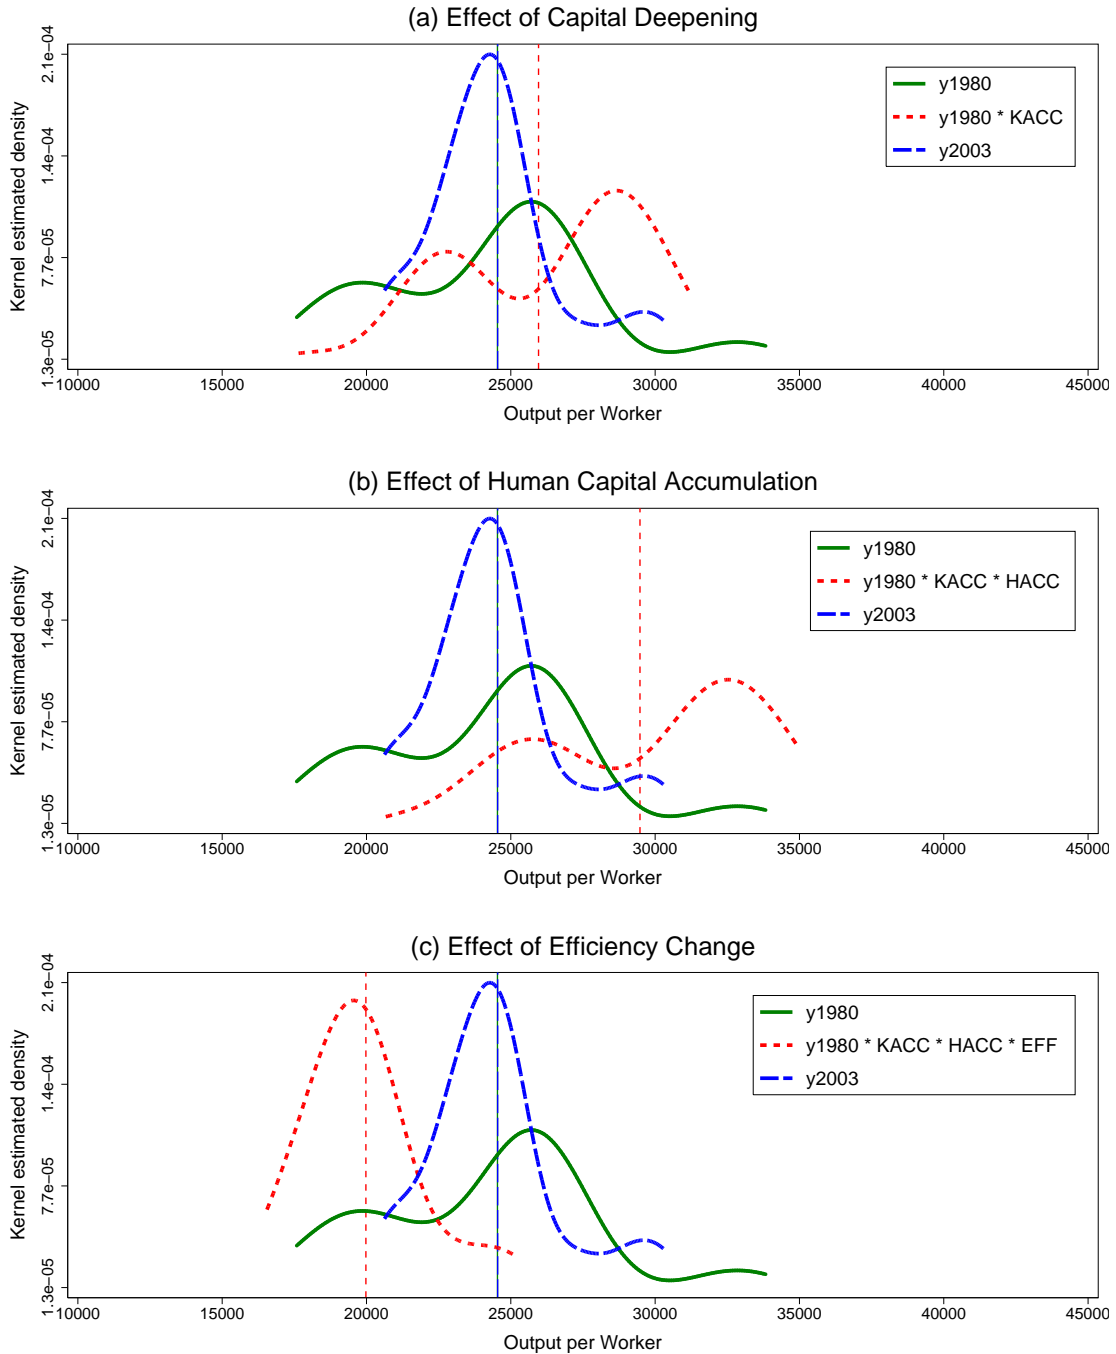 (a) Effect of Capital Deepening
Kernel estimated density
2.1e−04
1.4e−04
7.7e−05
1.3e−05
y1980
y1980 * KACC
y2003
10000 15000 20000 25000 30000 35000 40000 45000
Output per Worker
(b) Effect of Human Capital Accumulation
Kernel estimated density
2.1e−04
1.4e−04
7.7e−05
1.3e−05
y1980
y1980 * KACC * HACC
y2003
10000 15000 20000 25000 30000 35000 40000 45000
Output per Worker
(c) Effect of Efficiency Change
Kernel estimated density
2.1e−04
1.4e−04
7.7e−05
1.3e−05
y1980
y1980 * KACC * HACC * EFF
y2003
10000 15000 20000 25000 30000 35000 40000 45000
Output per Worker